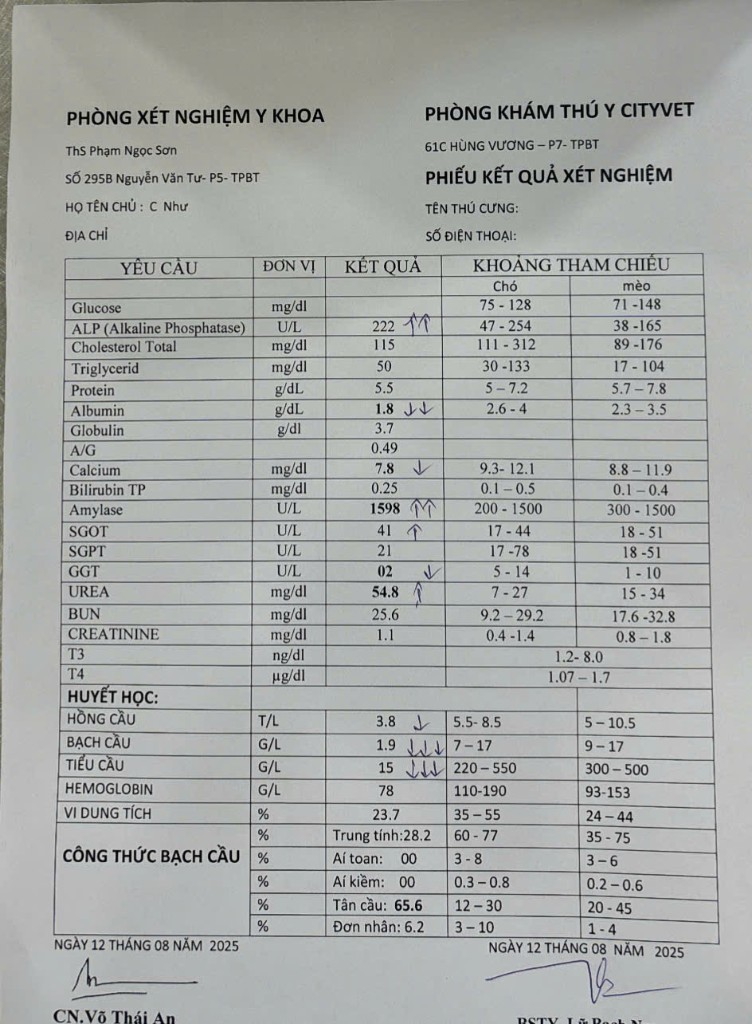 PHÒNG XÉT NGHIỆM Y KHOA
ThS Phạm Ngọc Sơn
SỐ 295B Nguyễn Văn Tư- P5- TPBT
HỌ TÊN CHỦ : C Như
ĐỊA CHỈ
PHÒNG KHÁM THÚ Y CITYVET
61C HÙNG VƯƠNG – P7- TPBT
PHIẾU KẾT QUẢ XÉT NGHIỆM
TÊN THÚ CƯNG:
SỐ ĐIỆN THOẠI:
YÊU CẦU ĐƠN VỊ KẾT QUẢ KHOẢNG THAM CHIẾU
Chó mèo
Glucose mg/dl 75 - 128 71 -148
ALP (Alkaline Phosphatase) U/L 222 ↑↑ 47 - 254 38 -165
Cholesterol Total mg/dl 115 111 - 312 89 -176
Triglycerid mg/dl 50 30 -133 17 - 104
Protein g/dL 5.5 5 – 7.2 5.7 – 7.8
Albumin g/dL 1.8 ↓↓ 2.6 - 4 2.3 – 3.5
Globulin g/dl 3.7
A/G 0.49
Calcium mg/dl 7.8 ↓ 9.3- 12.1 8.8 – 11.9
Bilirubin TP mg/dl 0.25 0.1 – 0.5 0.1 – 0.4
Amylase U/L 1598 ↑↑ 200 - 1500 300 - 1500
SGOT U/L 41 ↑ 17 - 44 18 - 51
SGPT U/L 21 17 -78 18 -51
GGT U/L 02 ↓ 5 - 14 1 - 10
UREA mg/dl 54.8 ↑ 7 - 27 15 - 34
BUN mg/dl 25.6 9.2 – 29.2 17.6 -32.8
CREATININE mg/dl 1.1 0.4 -1.4 0.8 – 1.8
T3 ng/dl 1.2- 8.0
T4 µg/dl 1.07 – 1.7
HUYẾT HỌC:
HỒNG CẦU T/L 3.8 ↓ 5.5- 8.5 5 – 10.5
BẠCH CẦU G/L 1.9 ↓↓↓ 7 – 17 9 – 17
TIỂU CẦU G/L 15 ↓↓↓ 220 – 550 300 – 500
HEMOGLOBIN G/L 78 110-190 93-153
VI DUNG TÍCH % 23.7 35 – 55 24 – 44
CÔNG THỨC BẠCH CẦU
% Trung tính:28.2 60 - 77 35 - 75
% Aí toan: 00 3 - 8 3 – 6
% Aí kiềm: 00 0.3 – 0.8 0.2 – 0.6
% Tân cầu: 65.6 12 – 30 20 - 45
% Đơn nhân: 6.2 3 – 10 1 - 4
NGÀY 12 THÁNG 08 NĂM 2025
NGÀY 12 THÁNG 08 NĂM 2025
CN.Võ Thái An
BSTY.